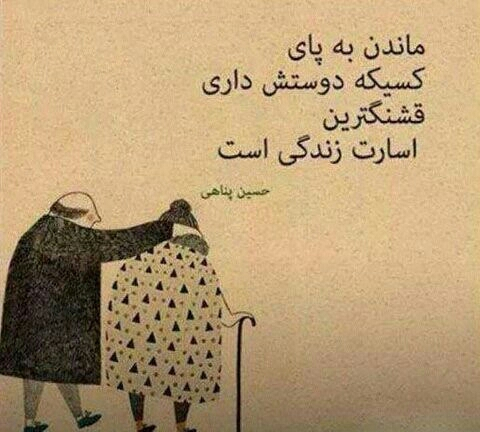 ماندن به پای
کسیکه دوستش داری
قشنگترین
اسارت زندگی است
حسین پناهی